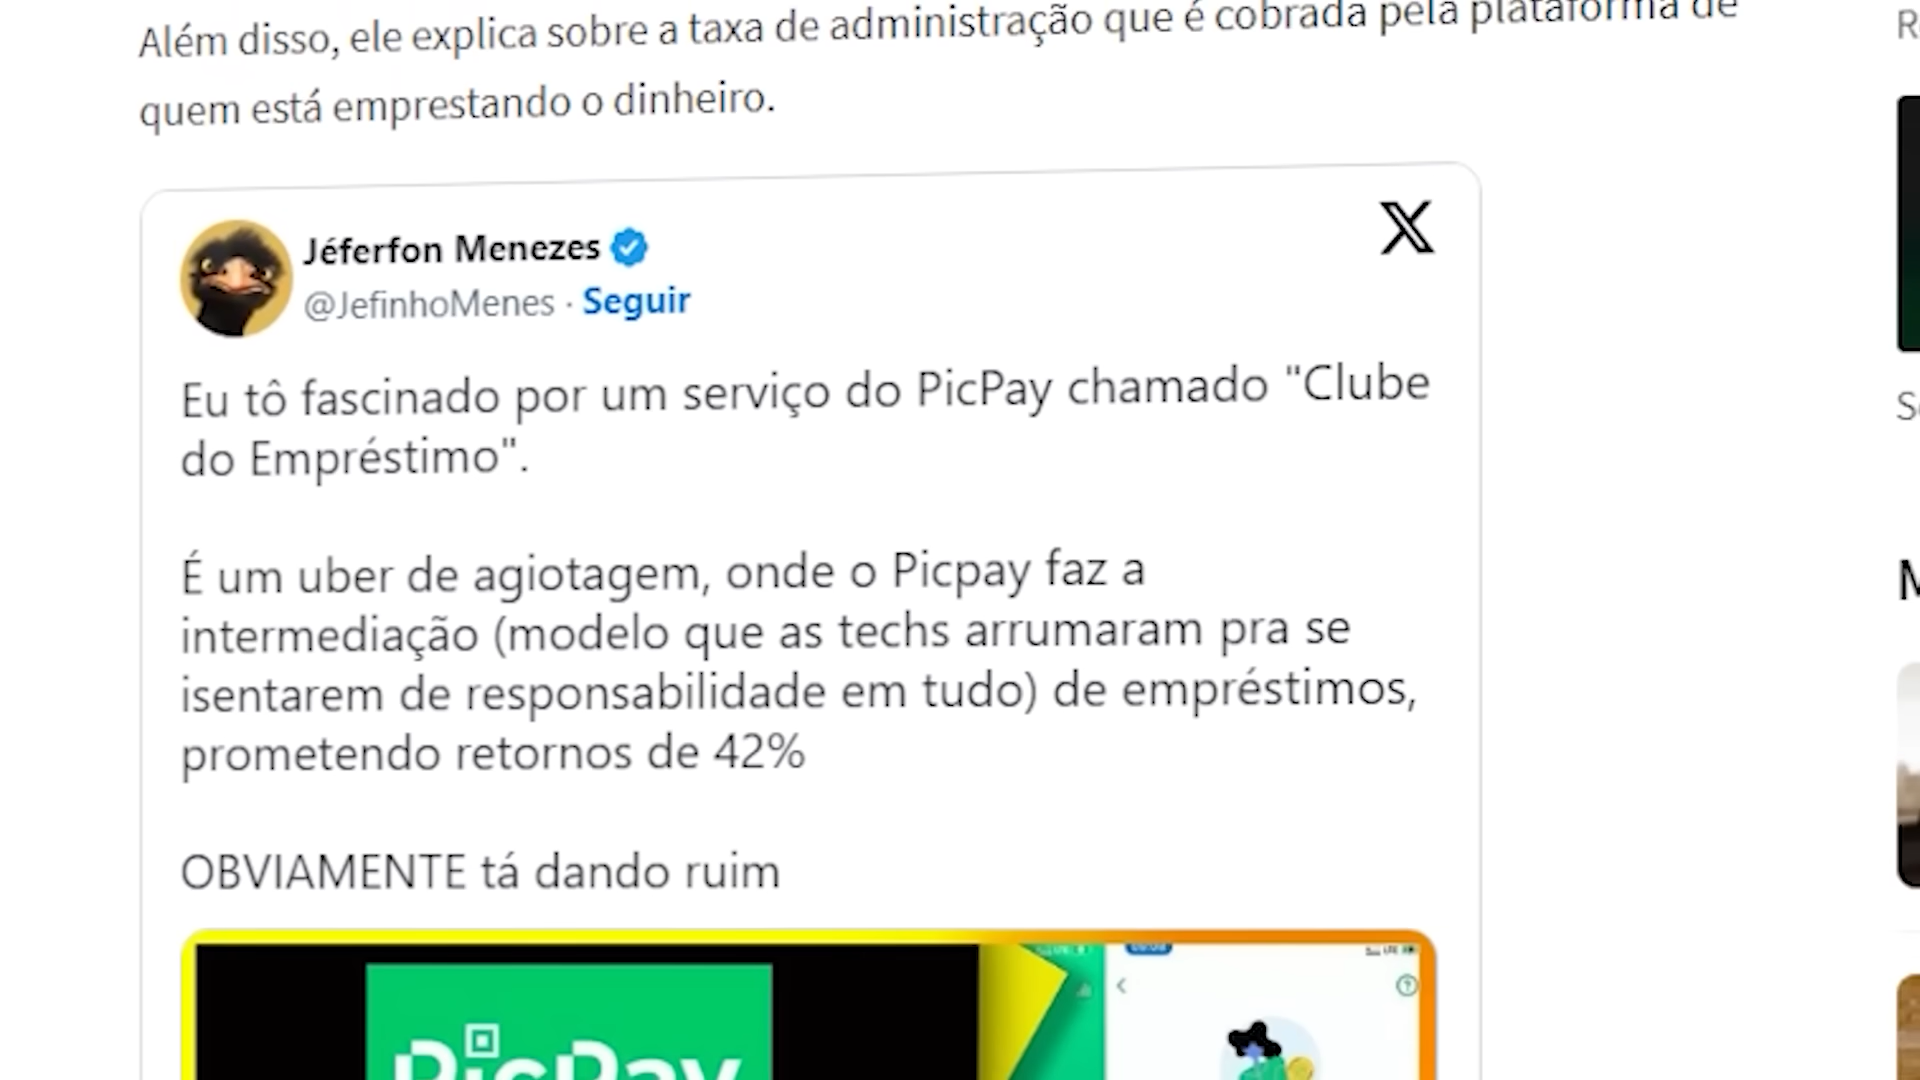 Além disso, ele explica sobre a taxa de administração que é cobrada pela plataforma de
quem está emprestando o dinheiro.
Jéferfon Menezes
@JefinhoMenes · Seguir
Eu tô fascinado por um serviço do PicPay chamado "Clube
do Empréstimo".
É um uber de agiotagem, onde o Picpay faz a
intermediação (modelo que as techs arrumaram pra se
isentarem de responsabilidade em tudo) de empréstimos,
prometendo retornos de 42%
OBVIAMENTE tá dando ruim
PicPay